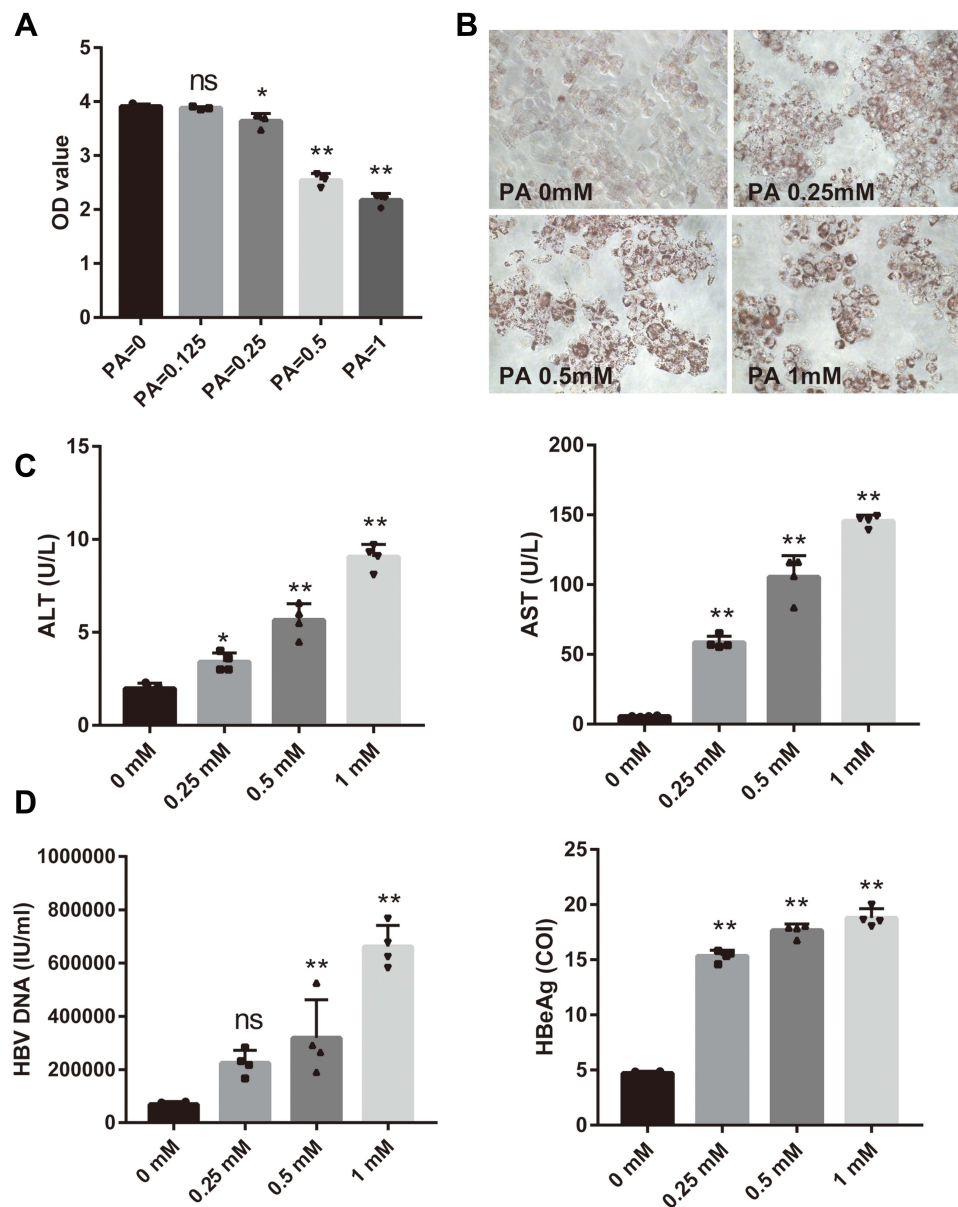 A
5
4
3
2
1
0
OD value
ns
*
**
**
PA=0
PA=0.125
PA=0.25
PA=0.5
PA=1
B
PA 0mM
PA 0.25mM
PA 0.5mM
PA 1mM
C
15
10
5
0
ALT (U/L)
*
**
**
0 mM
0.25 mM
0.5 mM
1 mM
200
150
100
50
0
AST (U/L)
**
**
**
0 mM
0.25 mM
0.5 mM
1 mM
D
1000000
800000
600000
400000
200000
0
HBV DNA (IU/ml)
ns
**
**
0 mM
0.25 mM
0.5 mM
1 mM
25
20
15
10
5
0
HBeAg (COI)
**
**
**
0 mM
0.25 mM
0.5 mM
1 mM